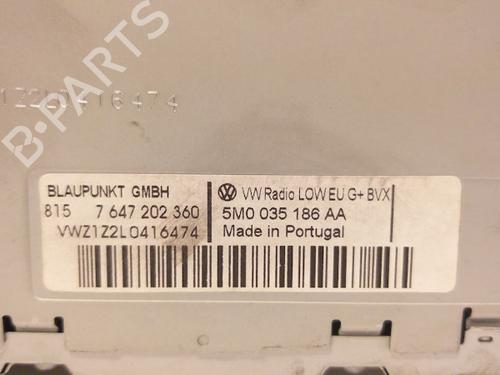 1Z2L0416474
BLAUPUNKT GMBH
815 7 647 202 360
VWZ1Z2L0416474
VW Radio LOW EU G+ BVX
5M0 035 186 AA
Made in Portugal
B-PARTS